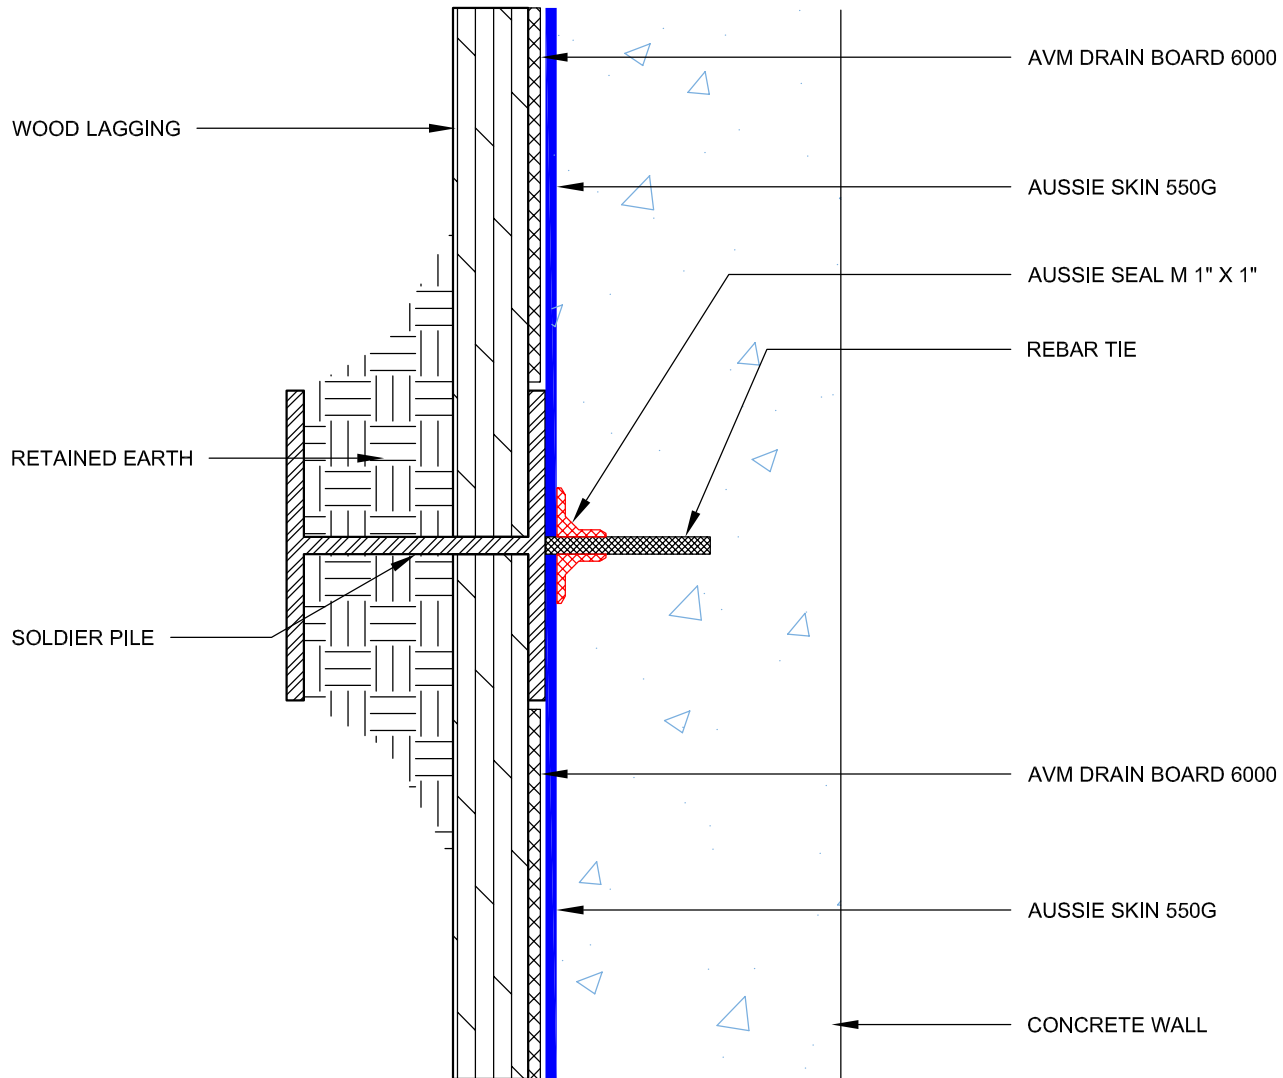 AVM DRAIN BOARD 6000
WOOD LAGGING
AUSSIE SKIN 550G
AUSSIE SEAL M 1" X 1"
REBAR TIE
RETAINED EARTH
SOLDIER PILE
AVM DRAIN BOARD 6000
AUSSIE SKIN 550G
CONCRETE WALL